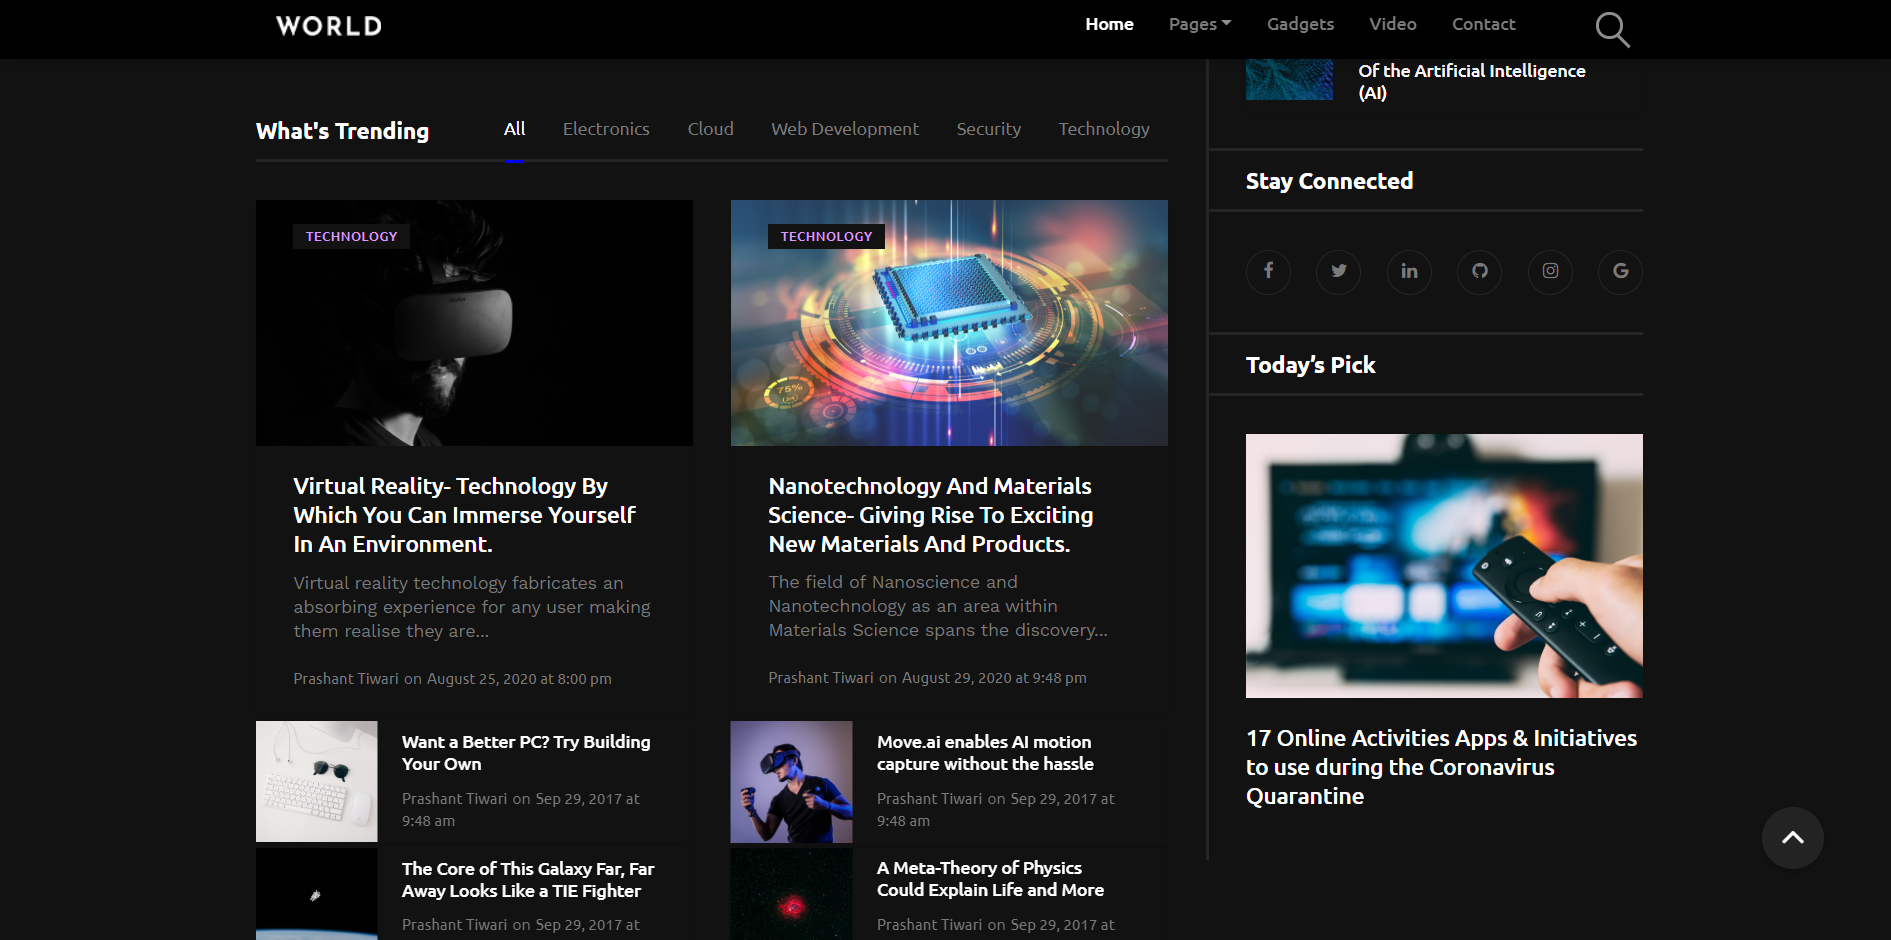 WORLD
Home
Pages
Gadgets
Video
Contact
Of the Artificial Intelligence
(AI)
What's Trending
All
Electronics
Cloud
Web Development
Security
Technology
TECHNOLOGY
Virtual Reality- Technology By
Which You Can Immerse Yourself
In An Environment.
Virtual reality technology fabricates an
absorbing experience for any user making
them realise they are...
Prashant Tiwari on August 25, 2020 at 8:00 pm
TECHNOLOGY
75%
Nanotechnology And Materials
Science- Giving Rise To Exciting
New Materials And Products.
The field of Nanoscience and
Nanotechnology as an area within
Materials Science spans the discovery...
Prashant Tiwari on August 29, 2020 at 9:48 pm
Want a Better PC? Try Building
Your Own
Prashant Tiwari on Sep 29, 2017 at
9:48 am
Move.ai enables AI motion
capture without the hassle
Prashant Tiwari on Sep 29, 2017 at
9:48 am
The Core of This Galaxy Far, Far
Away Looks Like a TIE Fighter
Prashant Tiwari on Sep 29, 2017 at
A Meta-Theory of Physics
Could Explain Life and More
Prashant Tiwari on Sep 29, 2017 at
Stay Connected
Today’s Pick
17 Online Activities Apps & Initiatives
to use during the Coronavirus
Quarantine